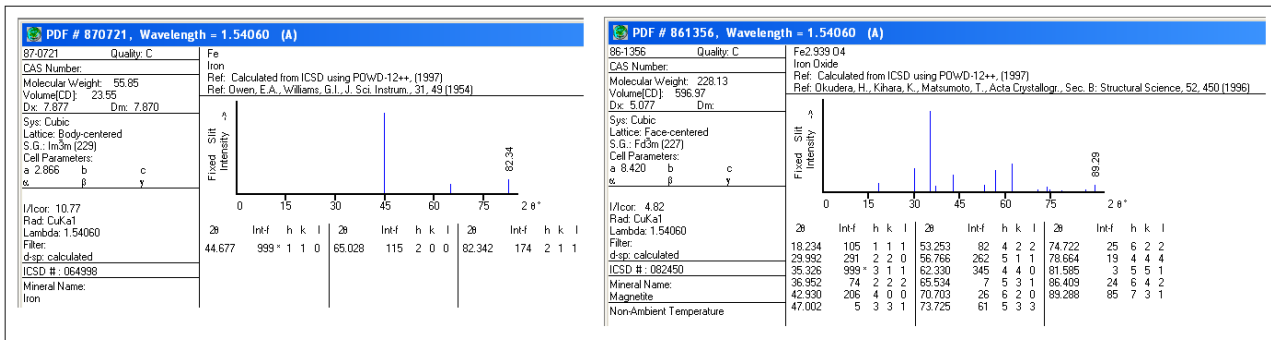 PDF # 870721, Wavelength = 1.54060 (A)
87-0721 Quality: C
CAS Number:
Molecular Weight: 55.85
Volume[CD]: 23.55
Dx: 7.877 Dm: 7.870
Sys: Cubic
Lattice: Body-centered
S.G.: Im3m (229)
Cell Parameters:
a 2.866 b c
α β γ
I/Icor: 10.77
Rad: CuKa1
Lambda: 1.54060
Filter:
d-sp: calculated
ICSD # : 064998
Mineral Name:
Iron
Fe
Iron
Ref: Calculated from ICSD using POWD-12++, (1997)
Ref: Owen, E.A., Williams, G.I., J. Sci. Instrum., 31, 49 (1954)
Fixed Slit
Intensity ->
82.34
0 15 30 45 60 75 2 θ°
2θ Int-f h k l 2θ Int-f h k l 2θ Int-f h k l
44.677 999 * 1 1 0 65.028 115 2 0 0 82.342 174 2 1 1
PDF # 861356, Wavelength = 1.54060 (A)
86-1356 Quality: C
CAS Number:
Molecular Weight: 228.13
Volume[CD]: 596.97
Dx: 5.077 Dm:
Sys: Cubic
Lattice: Face-centered
S.G.: Fd3m (227)
Cell Parameters:
a 8.420 b c
α β γ
I/Icor: 4.82
Rad: CuKa1
Lambda: 1.54060
Filter:
d-sp: calculated
ICSD # : 082450
Mineral Name:
Magnetite
Non-Ambient Temperature
Fe2.939 O4
Iron Oxide
Ref: Calculated from ICSD using POWD-12++, (1997)
Ref: Okudera, H., Kihara, K., Matsumoto, T., Acta Crystallogr., Sec. B: Structural Science, 52, 450 (1996)
Fixed Slit
Intensity ->
89.29
0 15 30 45 60 75 2 θ°
2θ Int-f h k l 2θ Int-f h k l 2θ Int-f h k l
18.234 105 1 1 1 53.253 82 4 2 2 74.722 25 6 2 2
29.992 291 2 2 0 56.766 262 5 1 1 78.664 19 4 4 4
35.326 999 * 3 1 1 62.330 345 4 4 0 81.585 3 5 5 1
36.952 74 2 2 2 65.534 7 5 3 1 86.409 24 6 4 2
42.930 206 4 0 0 70.703 26 6 2 0 89.288 85 7 3 1
47.002 5 3 3 1 73.725 61 5 3 3